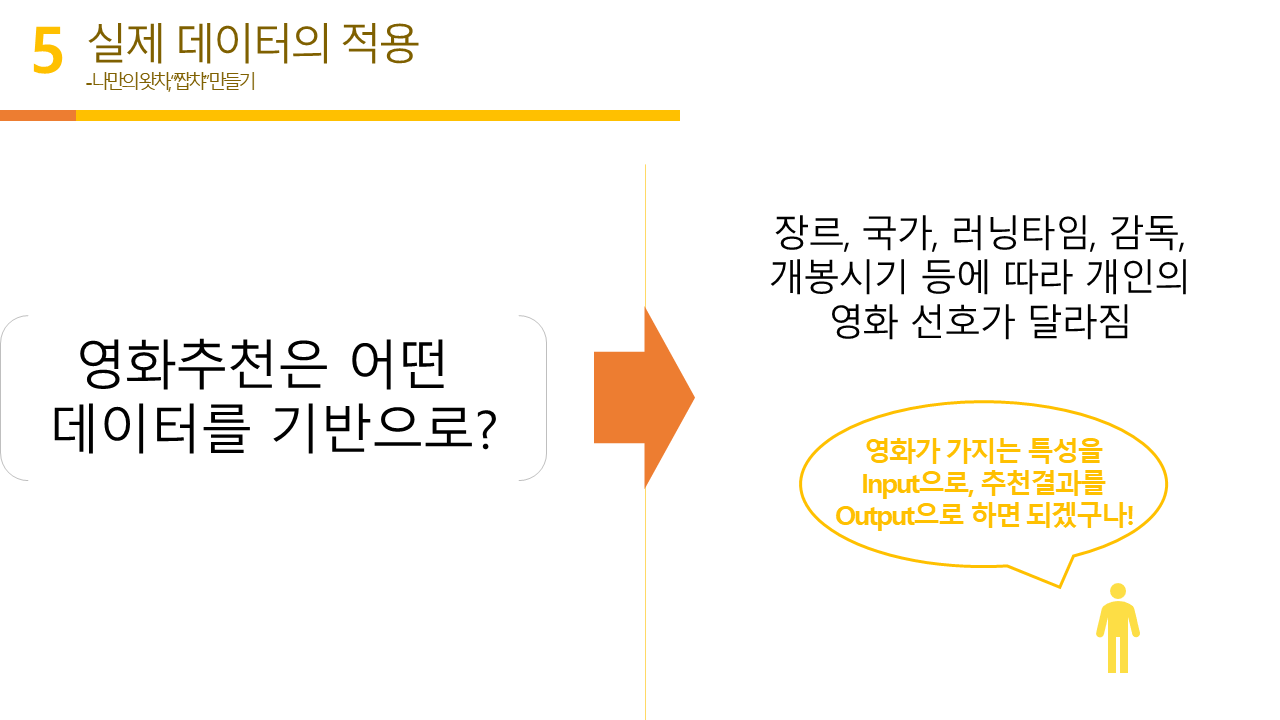 5 실제 데이터의 적용
-나만의 왓챠,“짭챠”만들기
영화추천은 어떤
데이터를 기반으로?
장르, 국가, 러닝타임, 감독,
개봉시기 등에 따라 개인의
영화 선호가 달라짐
영화가 가지는 특성을
Input으로, 추천결과를
Output으로 하면 되겠구나!